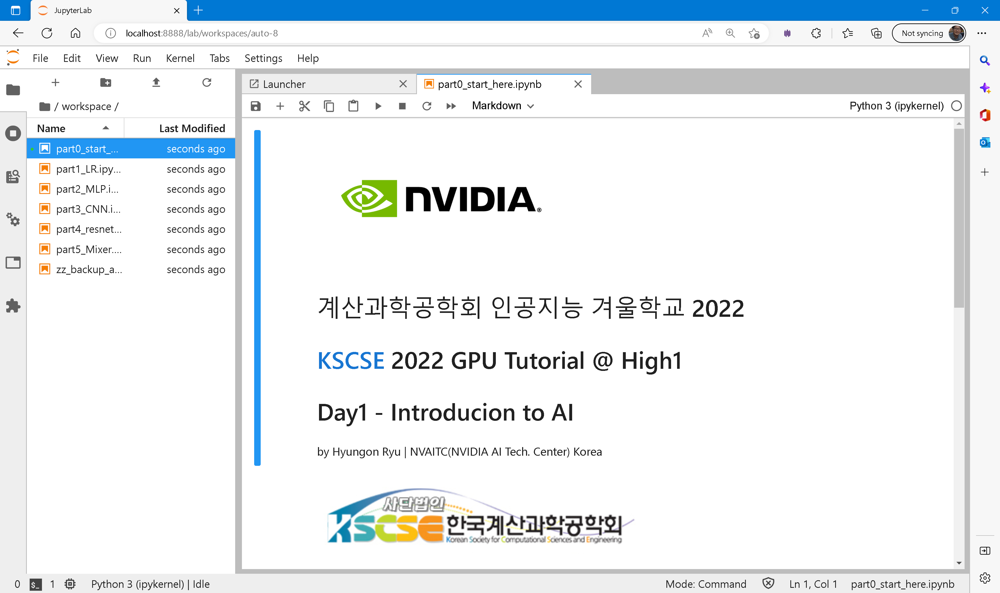 JupyterLab
localhost:8888/lab/workspaces/auto-8
Not syncing
File Edit View Run Kernel Tabs Settings Help
Launcher
part0_start_here.ipynb
/ workspace /
Markdown
Python 3 (ipykernel)
Name Last Modified
part0_start_... seconds ago
part1_LR.ipy... seconds ago
part2_MLP.i... seconds ago
part3_CNN.i... seconds ago
part4_resnet... seconds ago
part5_Mixer.... seconds ago
zz_backup_a... seconds ago
NVIDIA®
계산과학공학회 인공지능 겨울학교 2022
KSCSE 2022 GPU Tutorial @ High1
Day1 - Introducion to AI
by Hyungon Ryu | NVAITC(NVIDIA AI Tech. Center) Korea
사단법인
KSCSE 한국계산과학공학회
Korean Society for Computational Sciences and Engineering
0 $_ 1 Python 3 (ipykernel) | Idle Mode: Command Ln 1, Col 1 part0_start_here.ipynb